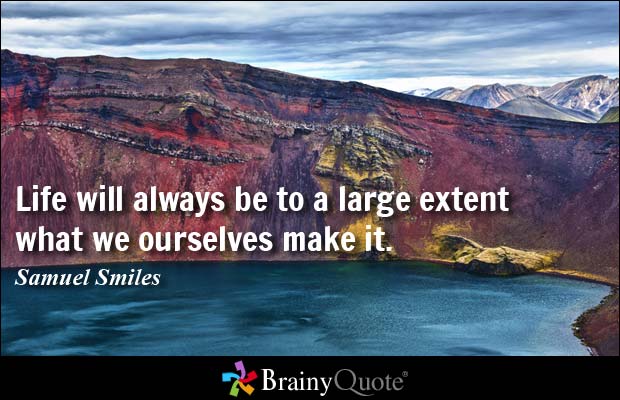 Life will always be to a large extent
what we ourselves make it.
Samuel Smiles
BrainyQuote®